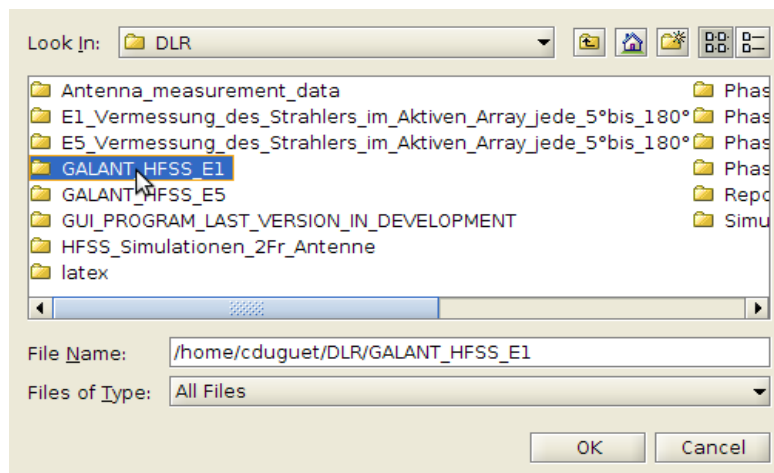 Look In: DLR
Antenna_measurement_data
E1_Vermessung_des_Strahlers_im_Aktiven_Array_jede_5°bis_180°
E5_Vermessung_des_Strahlers_im_Aktiven_Array_jede_5°bis_180°
GALANT_HFSS_E1
GALANT_HFSS_E5
GUI_PROGRAM_LAST_VERSION_IN_DEVELOPMENT
HFSS_Simulationen_2Fr_Antenne
latex
Phas
Phas
Phas
Phas
Repo
Simu
File Name: /home/cduguet/DLR/GALANT_HFSS_E1
Files of Type: All Files
OK Cancel